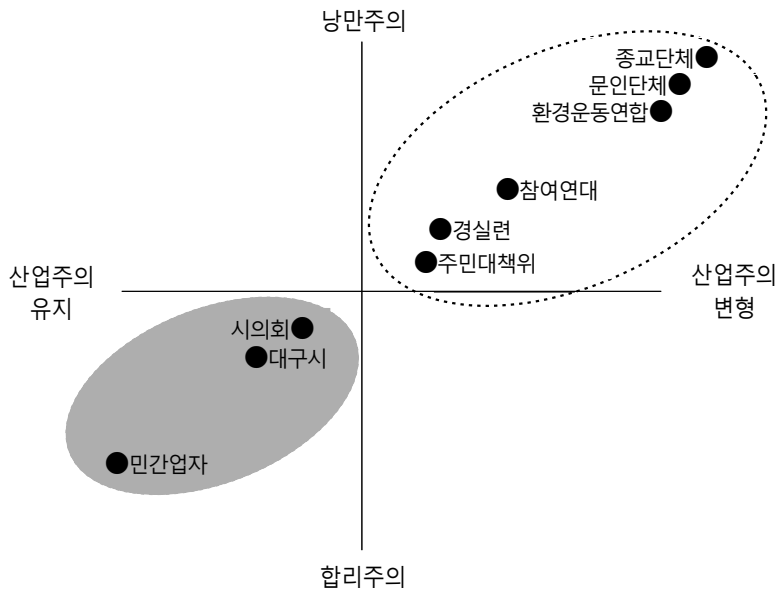 낭만주의
종교단체
문인단체
환경운동연합
참여연대
경실련
주민대책위
산업주의
유지
산업주의
변형
시의회
대구시
민간업자
합리주의